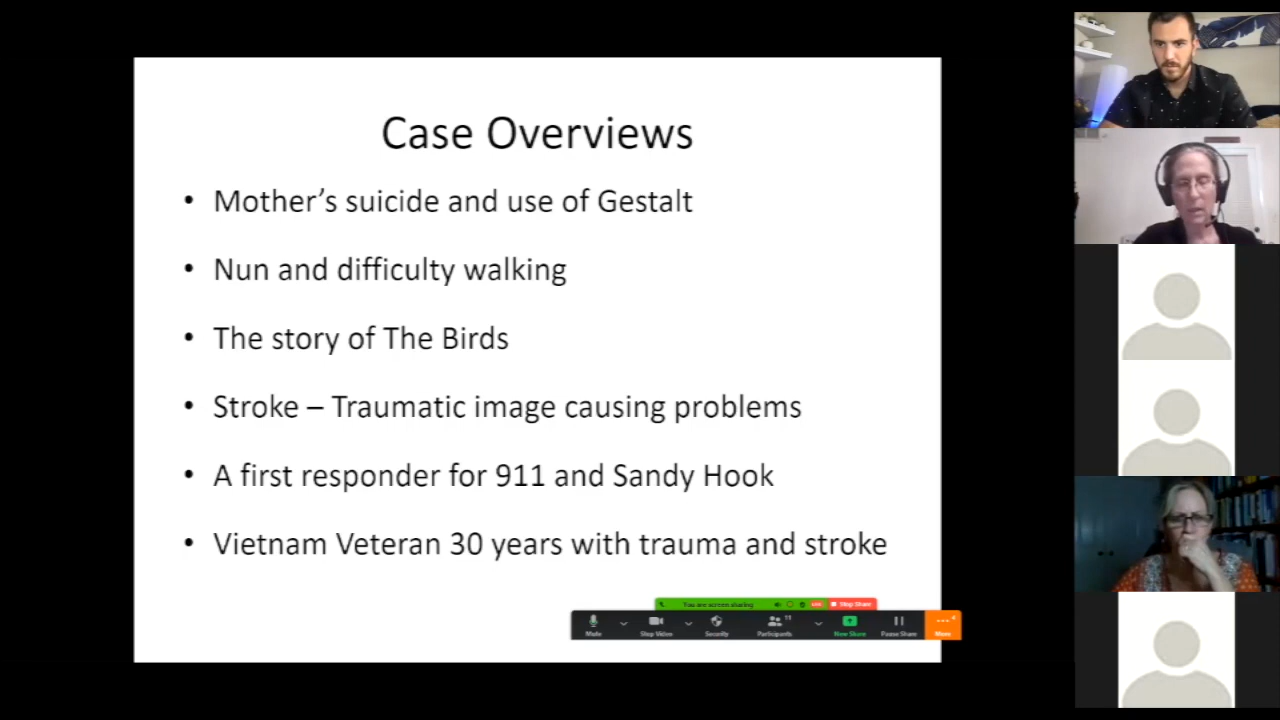 Case Overviews
• Mother’s suicide and use of Gestalt
• Nun and difficulty walking
• The story of The Birds
• Stroke – Traumatic image causing problems
• A first responder for 911 and Sandy Hook
• Vietnam Veteran 30 years with trauma and stroke
You are screen sharing Stop Share
Mute Stop Video Security Participants 11 New Share Pause Share More